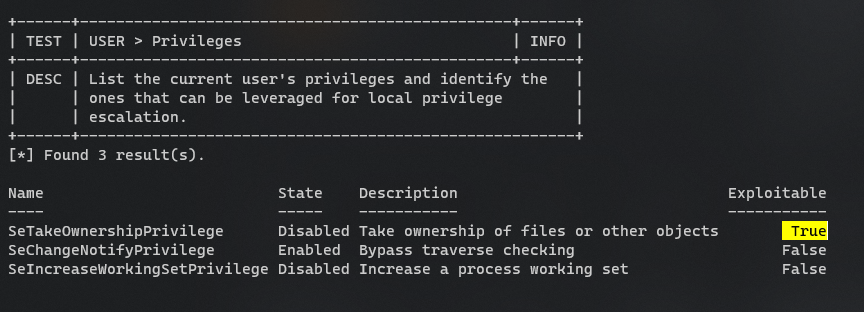 +------+------------------------------------------------+------+
| TEST | USER > Privileges                              | INFO |
+------+------------------------------------------------+------+
| DESC | List the current user's privileges and identify the   |
|      | ones that can be leveraged for local privilege        |
|      | escalation.                                           |
+------+-------------------------------------------------------+
[*] Found 3 result(s).

Name                          State    Description                              Exploitable
----                          -----    -----------                              -----------
SeTakeOwnershipPrivilege      Disabled Take ownership of files or other objects        True
SeChangeNotifyPrivilege       Enabled  Bypass traverse checking                       False
SeIncreaseWorkingSetPrivilege Disabled Increase a process working set                 False